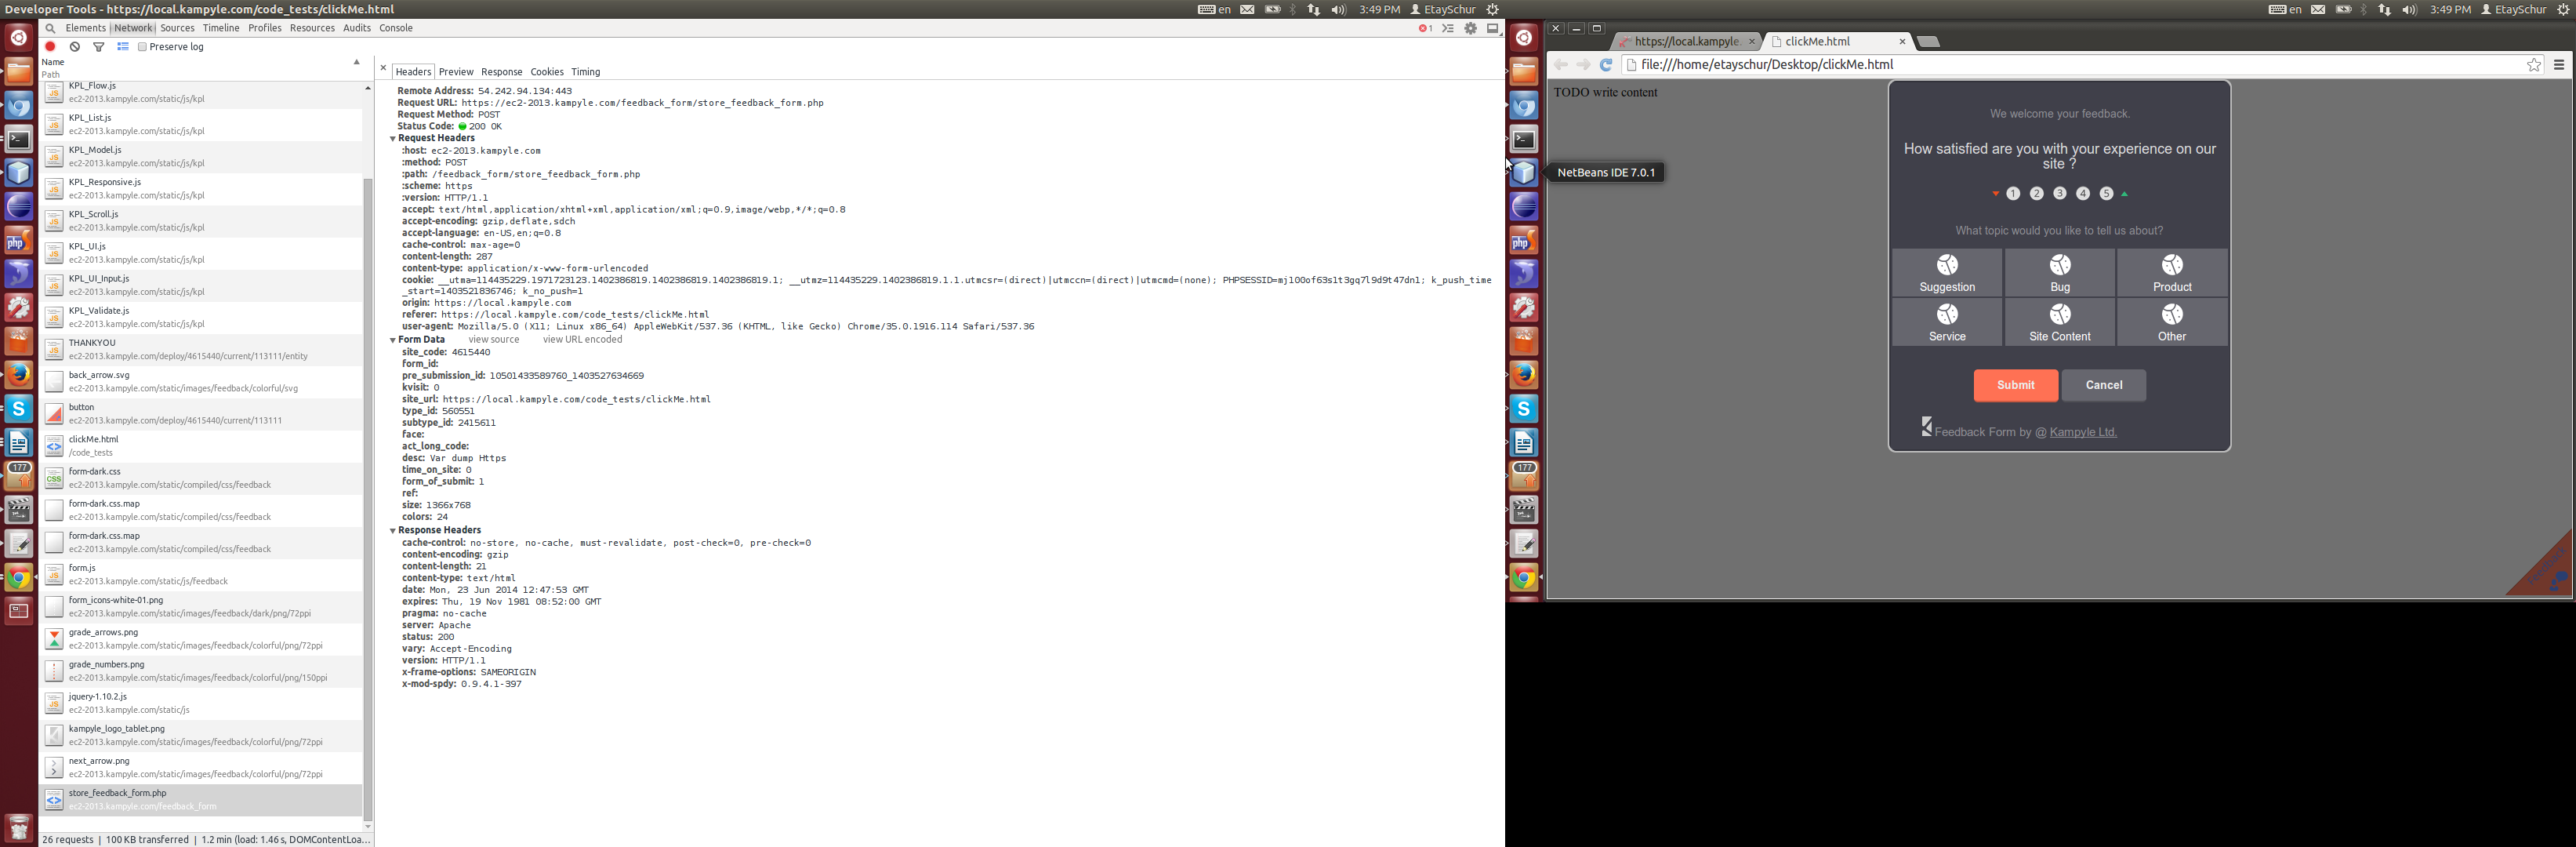 Developer Tools - https://local.kampyle.com/code_tests/clickMe.html
en 3:49 PM EtaySchur
Elements Network Sources Timeline Profiles Resources Audits Console
1
Preserve log
Name
Path
KPL_Flow.js
ec2-2013.kampyle.com/static/js/kpl
KPL_List.js
ec2-2013.kampyle.com/static/js/kpl
KPL_Model.js
ec2-2013.kampyle.com/static/js/kpl
KPL_Responsive.js
ec2-2013.kampyle.com/static/js/kpl
KPL_Scroll.js
ec2-2013.kampyle.com/static/js/kpl
KPL_UI.js
ec2-2013.kampyle.com/static/js/kpl
KPL_UI_Input.js
ec2-2013.kampyle.com/static/js/kpl
KPL_Validate.js
ec2-2013.kampyle.com/static/js/kpl
THANKYOU
ec2-2013.kampyle.com/deploy/4615440/current/113111/entity
back_arrow.svg
ec2-2013.kampyle.com/static/images/feedback/colorful/svg
button
ec2-2013.kampyle.com/deploy/4615440/current/113111
clickMe.html
/code_tests
form-dark.css
ec2-2013.kampyle.com/static/compiled/css/feedback
form-dark.css.map
ec2-2013.kampyle.com/static/compiled/css/feedback
form-dark.css.map
ec2-2013.kampyle.com/static/compiled/css/feedback
form.js
ec2-2013.kampyle.com/static/js/feedback
form_icons-white-01.png
ec2-2013.kampyle.com/static/images/feedback/dark/png/72ppi
grade_arrows.png
ec2-2013.kampyle.com/static/images/feedback/colorful/png/72ppi
grade_numbers.png
ec2-2013.kampyle.com/static/images/feedback/colorful/png/150ppi
jquery-1.10.2.js
ec2-2013.kampyle.com/static/js
kampyle_logo_tablet.png
ec2-2013.kampyle.com/static/images/feedback/colorful/png/72ppi
next_arrow.png
ec2-2013.kampyle.com/static/images/feedback/colorful/png/72ppi
store_feedback_form.php
ec2-2013.kampyle.com/feedback_form
26 requests | 100 KB transferred | 1.2 min (load: 1.46 s, DOMContentLoa...
Headers Preview Response Cookies Timing
Remote Address: 54.242.94.134:443
Request URL: https://ec2-2013.kampyle.com/feedback_form/store_feedback_form.php
Request Method: POST
Status Code: 200 OK
Request Headers
:host: ec2-2013.kampyle.com
:method: POST
:path: /feedback_form/store_feedback_form.php
:scheme: https
:version: HTTP/1.1
accept: text/html,application/xhtml+xml,application/xml;q=0.9,image/webp,*/*;q=0.8
accept-encoding: gzip,deflate,sdch
accept-language: en-US,en;q=0.8
cache-control: max-age=0
content-length: 287
content-type: application/x-www-form-urlencoded
cookie: __utma=114435229.1971723123.1402386819.1402386819.1402386819.1; __utmz=114435229.1402386819.1.1.utmcsr=(direct)|utmccn=(direct)|utmcmd=(none); PHPSESSID=mj100of63s1t3gq7l9d9t47dn1; k_push_time
_start=1403521836746; k_no_push=1
origin: https://local.kampyle.com
referer: https://local.kampyle.com/code_tests/clickMe.html
user-agent: Mozilla/5.0 (X11; Linux x86_64) AppleWebKit/537.36 (KHTML, like Gecko) Chrome/35.0.1916.114 Safari/537.36
Form Data view source view URL encoded
site_code: 4615440
form_id:
pre_submission_id: 10501433589760_1403527634669
kvisit: 0
site_url: https://local.kampyle.com/code_tests/clickMe.html
type_id: 560551
subtype_id: 2415611
face:
act_long_code:
desc: Var dump Https
time_on_site: 0
form_of_submit: 1
ref:
size: 1366x768
colors: 24
Response Headers
cache-control: no-store, no-cache, must-revalidate, post-check=0, pre-check=0
content-encoding: gzip
content-length: 21
content-type: text/html
date: Mon, 23 Jun 2014 12:47:53 GMT
expires: Thu, 19 Nov 1981 08:52:00 GMT
pragma: no-cache
server: Apache
status: 200
vary: Accept-Encoding
version: HTTP/1.1
x-frame-options: SAMEORIGIN
x-mod-spdy: 0.9.4.1-397
php
S
177
en 3:49 PM EtaySchur
https://local.kampyle. clickMe.html
file:///home/etayschur/Desktop/clickMe.html
TODO write content
NetBeans IDE 7.0.1
php
S
177
We welcome your feedback.
How satisfied are you with your experience on our
site ?
1 2 3 4 5
What topic would you like to tell us about?
Suggestion Bug Product
Service Site Content Other
Submit Cancel
Feedback Form by @ Kampyle Ltd.